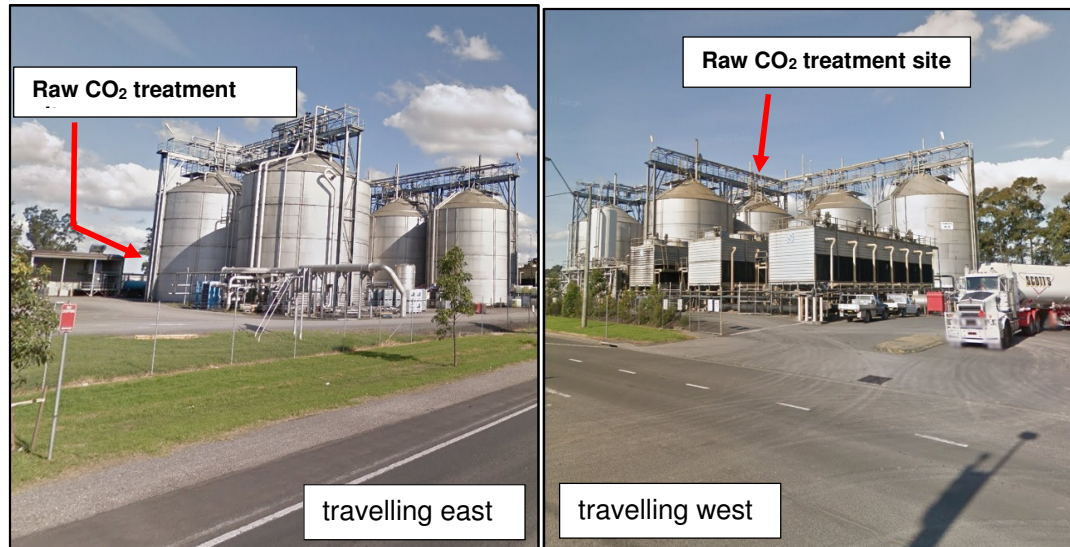 Raw CO₂ treatment
travelling east
Raw CO₂ treatment site
SCOTTS
travelling west